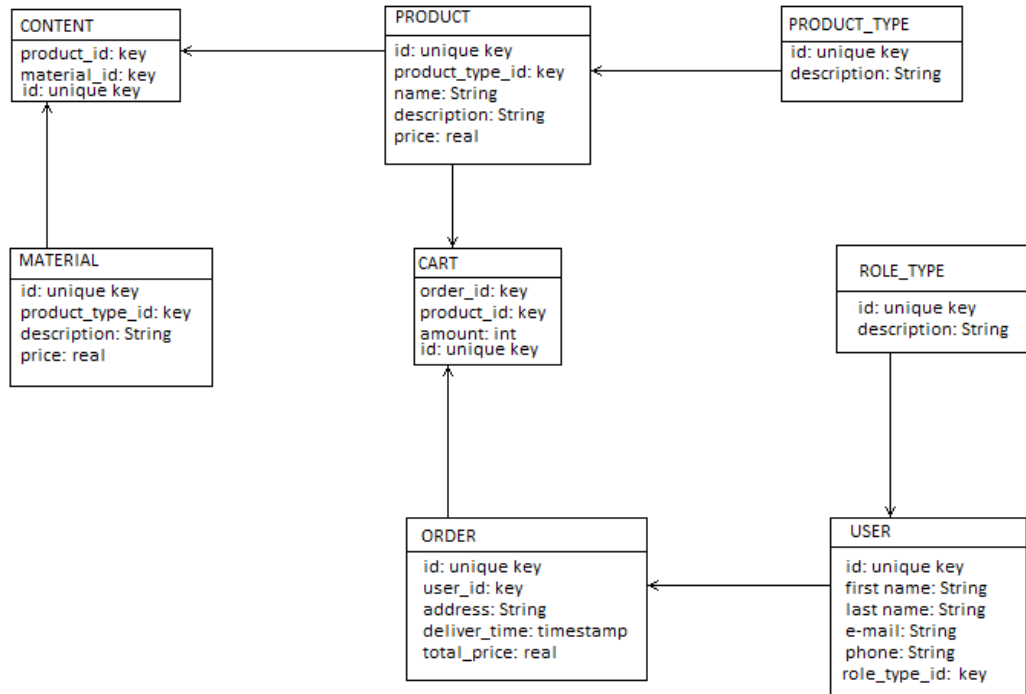 CONTENT
product_id: key
material_id: key
id: unique key
PRODUCT
id: unique key
product_type_id: key
name: String
description: String
price: real
PRODUCT_TYPE
id: unique key
description: String
MATERIAL
id: unique key
product_type_id: key
description: String
price: real
CART
order_id: key
product_id: key
amount: int
id: unique key
ROLE_TYPE
id: unique key
description: String
ORDER
id: unique key
user_id: key
address: String
deliver_time: timestamp
total_price: real
USER
id: unique key
first name: String
last name: String
e-mail: String
phone: String
role_type_id: key